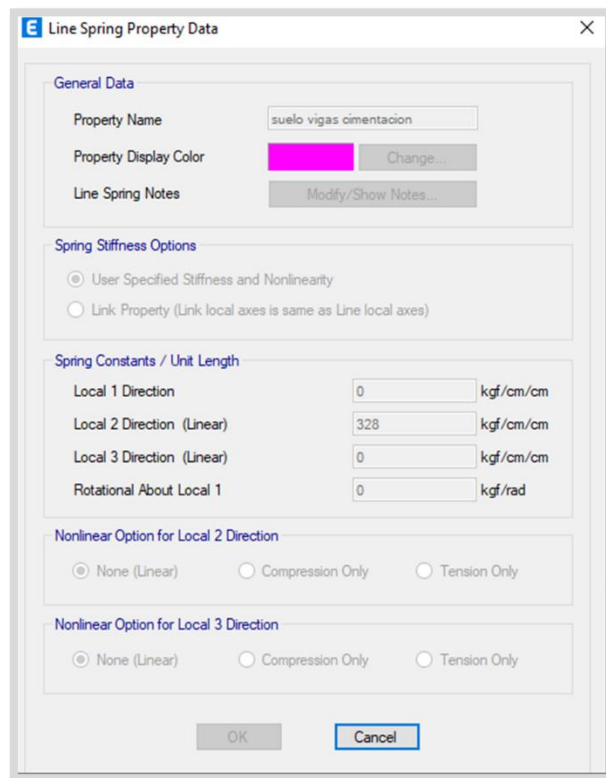 E Line Spring Property Data
General Data
Property Name suelo vigas cimentacion
Property Display Color Change...
Line Spring Notes Modify/Show Notes...
Spring Stiffness Options
User Specified Stiffness and Nonlinearity
Link Property (Link local axes is same as Line local axes)
Spring Constants / Unit Length
Local 1 Direction 0 kgf/cm/cm
Local 2 Direction (Linear) 328 kgf/cm/cm
Local 3 Direction (Linear) 0 kgf/cm/cm
Rotational About Local 1 0 kgf/rad
Nonlinear Option for Local 2 Direction
None (Linear) Compression Only Tension Only
Nonlinear Option for Local 3 Direction
None (Linear) Compression Only Tension Only
OK Cancel